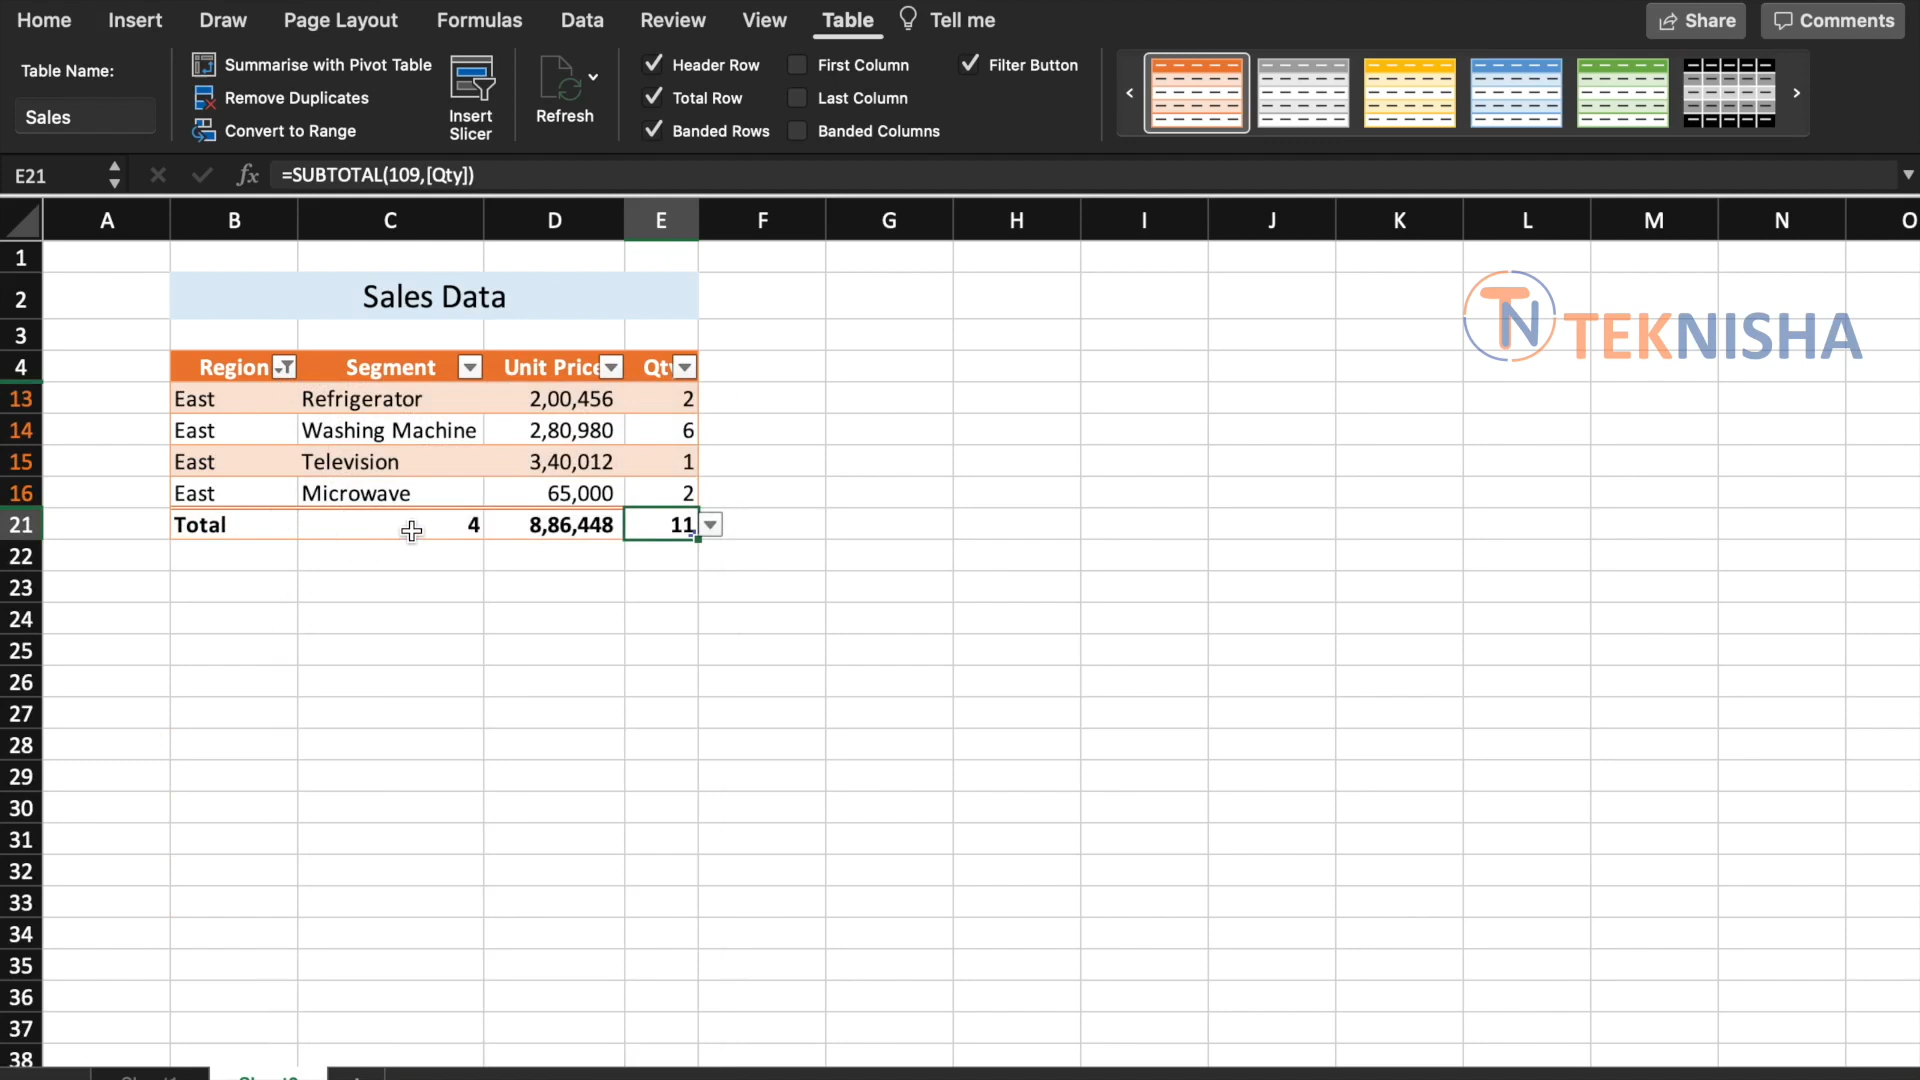 Home Insert Draw Page Layout Formulas Data Review View Table Tell me Share Comments
Table Name:
Sales
Summarise with Pivot Table
Remove Duplicates
Convert to Range
Insert
Slicer
Refresh
Header Row First Column Filter Button
Total Row Last Column
Banded Rows Banded Columns
E21 fx =SUBTOTAL(109,[Qty])
A B C D E F G H I J K L M N O
1
2 Sales Data
TN TEKNISHA
3
4 Region Segment Unit Price Qty
13 East Refrigerator 2,00,456 2
14 East Washing Machine 2,80,980 6
15 East Television 3,40,012 1
16 East Microwave 65,000 2
21 Total 4 8,86,448 11
22
23
24
25
26
27
28
29
30
31
32
33
34
35
36
37
38